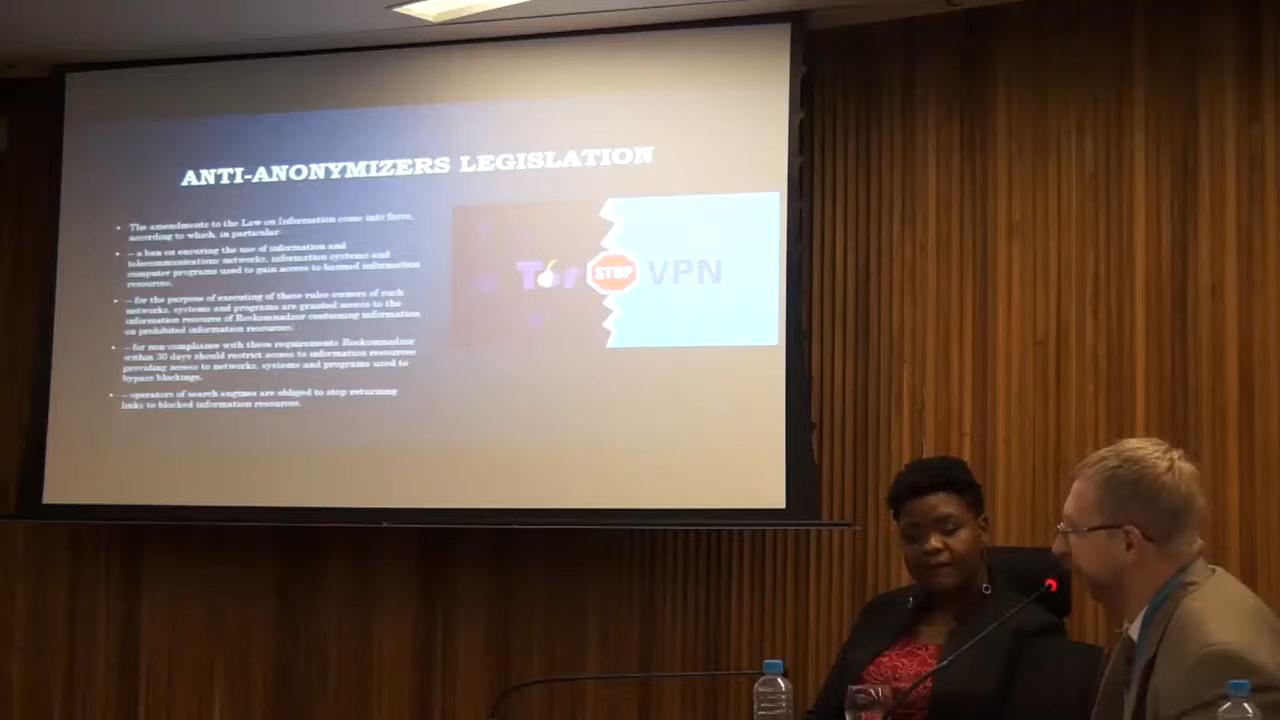 ANTI-ANONYMIZERS LEGISLATION
The amendments to the Law on Information come into force,
according to which, in particular
– a ban on ensuring the use of information and
telecommunications networks, information systems and
computer programs used to gain access to banned information
resources.
– for the purpose of executing of these rules owners of such
networks, systems and programs are granted access to the
information resource of Roskomnadzor containing information
on prohibited information resources.
– for non-compliance with these requirements Roskomnadzor
within 30 days should restrict access to information resources
providing access to networks, systems and programs used to
bypass blockings.
– operators of search engines are obliged to stop returning
links to blocked information resources.
Tor STOP VPN